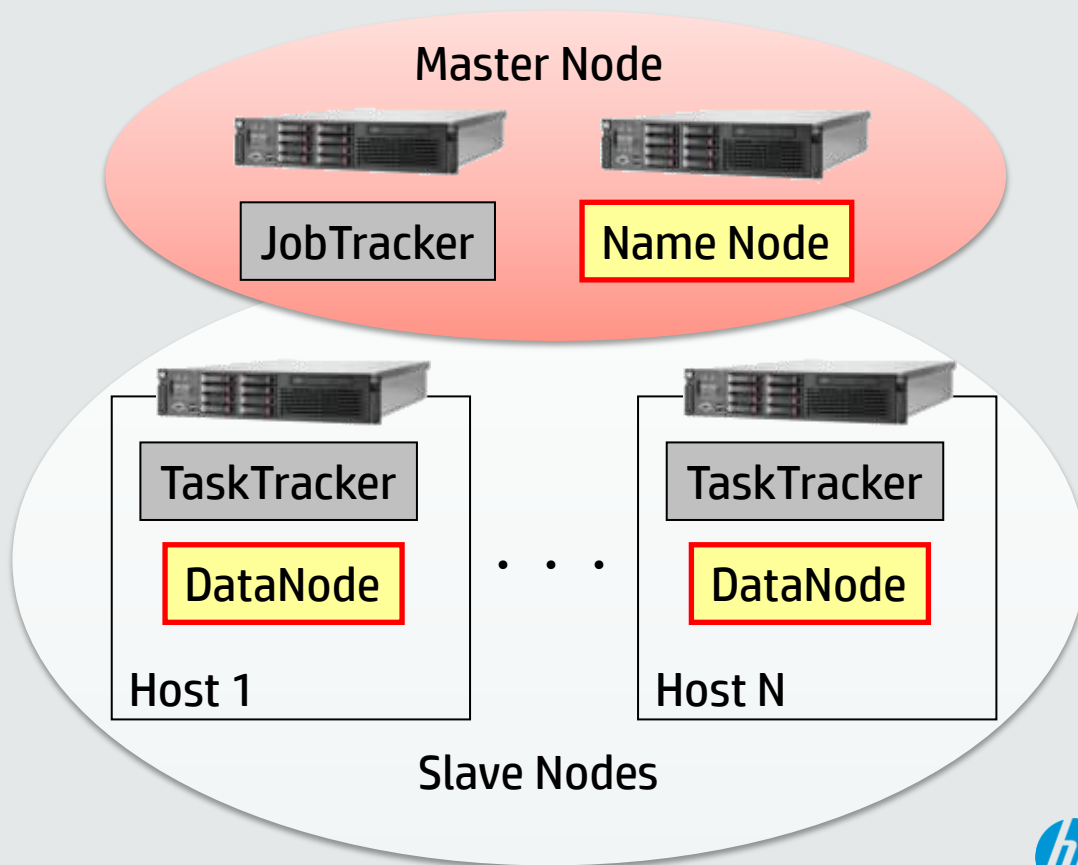 Master Node
JobTracker Name Node
TaskTracker TaskTracker
DataNode . . . DataNode
Host 1 Host N
Slave Nodes